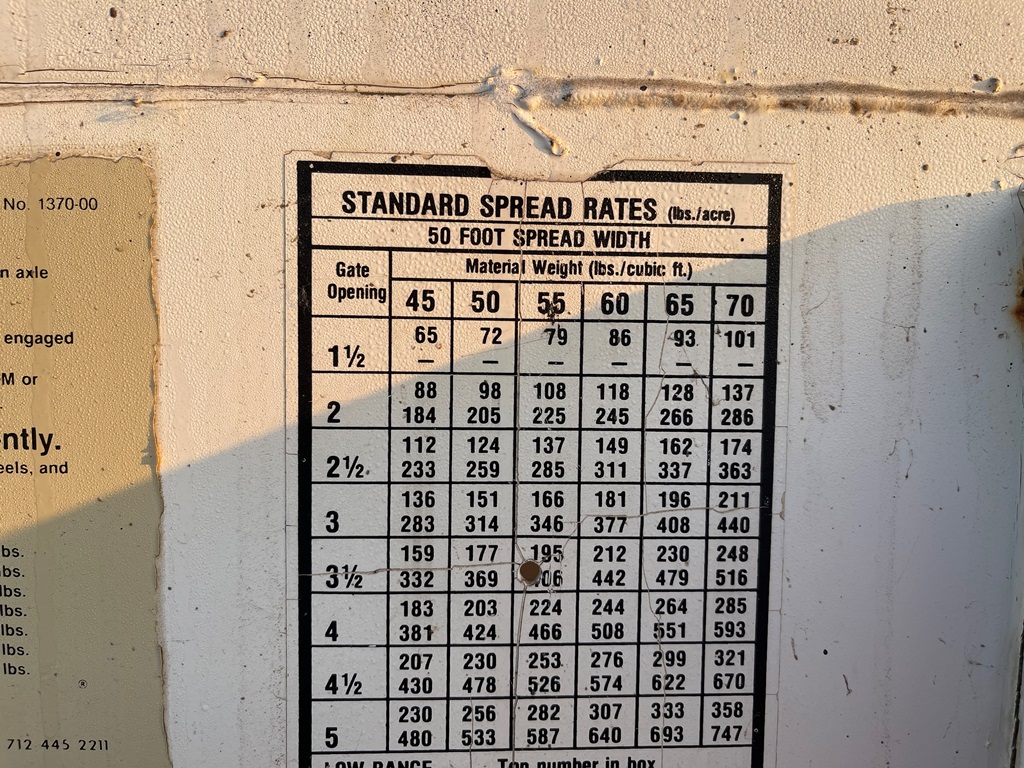 No. 1370-00
n axle
engaged
M or
ntly.
eels, and
bs.
bs.
lbs.
lbs.
lbs.
lbs.
lbs.
®
712 445 2211
STANDARD SPREAD RATES (lbs./acre)
50 FOOT SPREAD WIDTH
Gate Opening
Material Weight (lbs./cubic ft.)
45 50 55 60 65 70
65 72 79 86 93 101
1½ — — — — — —
88 98 108 118 128 137
2 184 205 225 245 266 286
112 124 137 149 162 174
2½ 233 259 285 311 337 363
136 151 166 181 196 211
3 283 314 346 377 408 440
159 177 195 212 230 248
3½ 332 369 06 442 479 516
183 203 224 244 264 285
4 381 424 466 508 551 593
207 230 253 276 299 321
4½ 430 478 526 574 622 670
230 256 282 307 333 358
5 480 533 587 640 693 747
LOW RANGE Top number in box